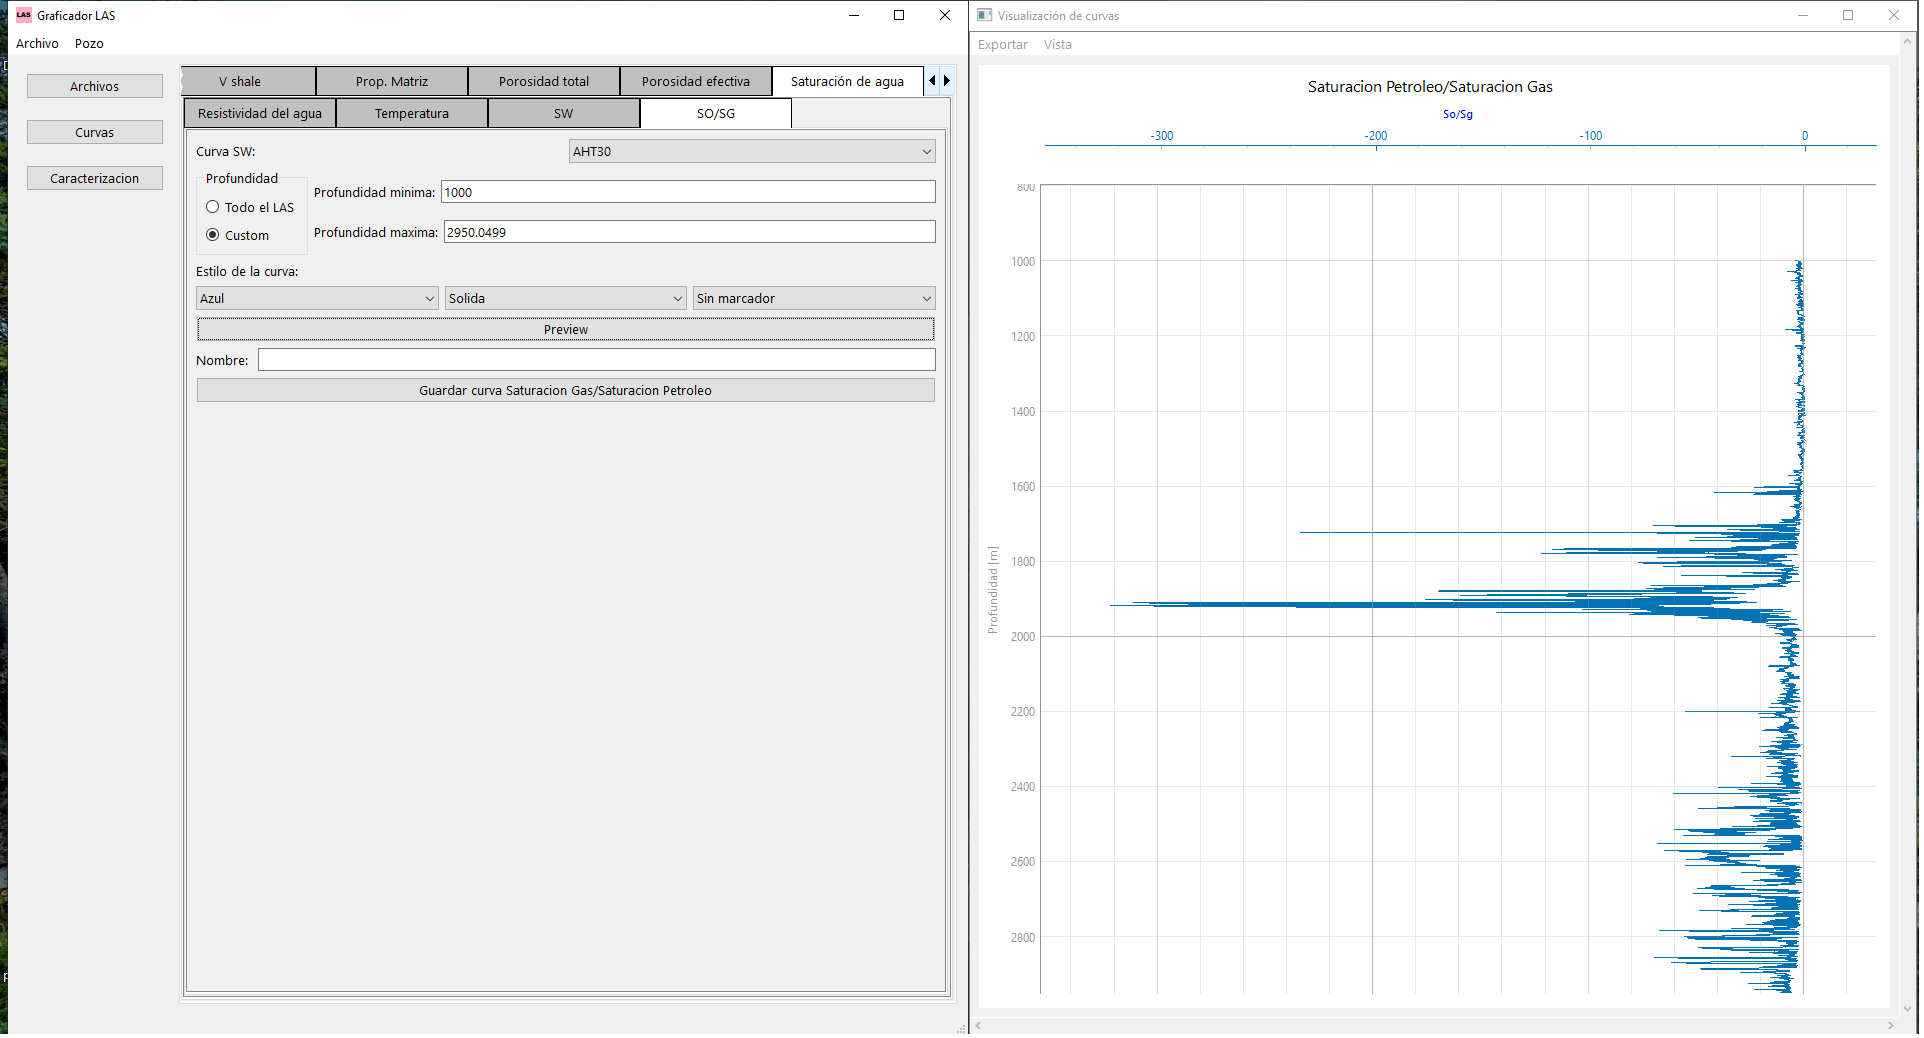 LAS Graficador LAS
Archivo Pozo
Archivos
Curvas
Caracterizacion
V shale Prop. Matriz Porosidad total Porosidad efectiva Saturación de agua
Resistividad del agua Temperatura SW SO/SG
Curva SW: AHT30
Profundidad
Todo el LAS
Custom
Profundidad minima: 1000
Profundidad maxima: 2950.0499
Estilo de la curva:
Azul Solida Sin marcador
Preview
Nombre:
Guardar curva Saturacion Gas/Saturacion Petroleo
Visualización de curvas
Exportar Vista
Saturacion Petroleo/Saturacion Gas
So/Sg
-300 -200 -100 0
800
1000
1200
1400
1600
1800
Profundidad [m]
2000
2200
2400
2600
2800